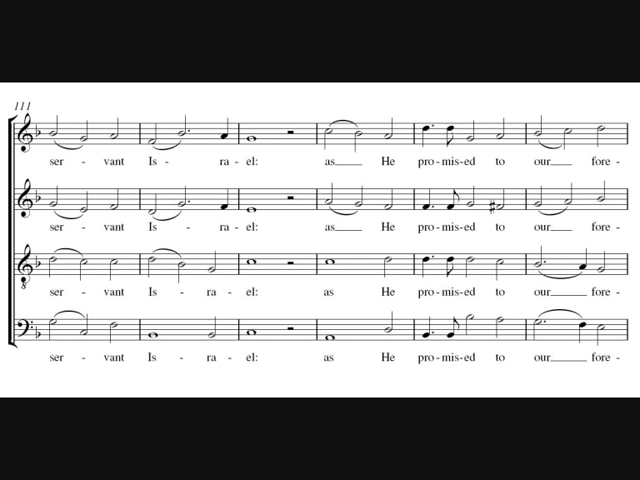 111
ser - vant Is - ra - el: as He pro - mis - ed to our fore -
ser - vant Is - ra - el: as He pro - mis - ed to our fore -
8
ser - vant Is - ra - el: as He pro - mis - ed to our fore -
ser - vant Is - ra - el: as He pro - mis - ed to our fore -